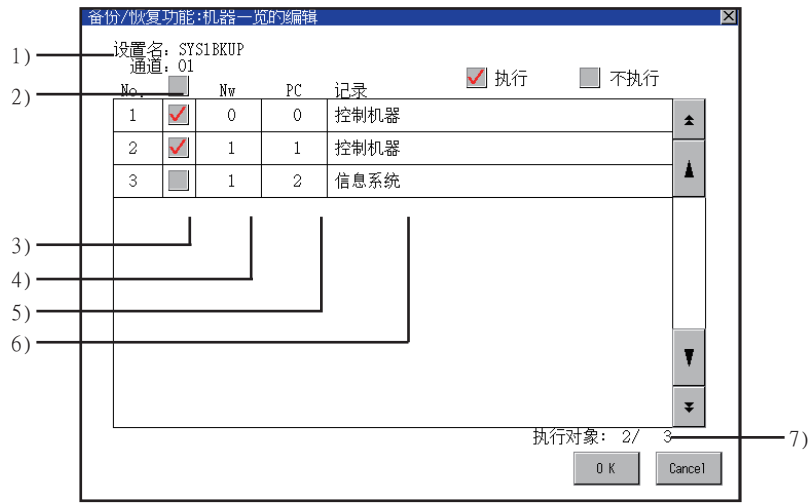 备份/恢复功能:机器一览的编辑
1)
设置名: SYS1BKUP
通道: 01
执行
不执行
2)
No. Nw PC 记录
1 0 0 控制机器
2 1 1 控制机器
3 1 2 信息系统
3)
4)
5)
6)
执行对象: 2/ 3
7)
OK Cancel